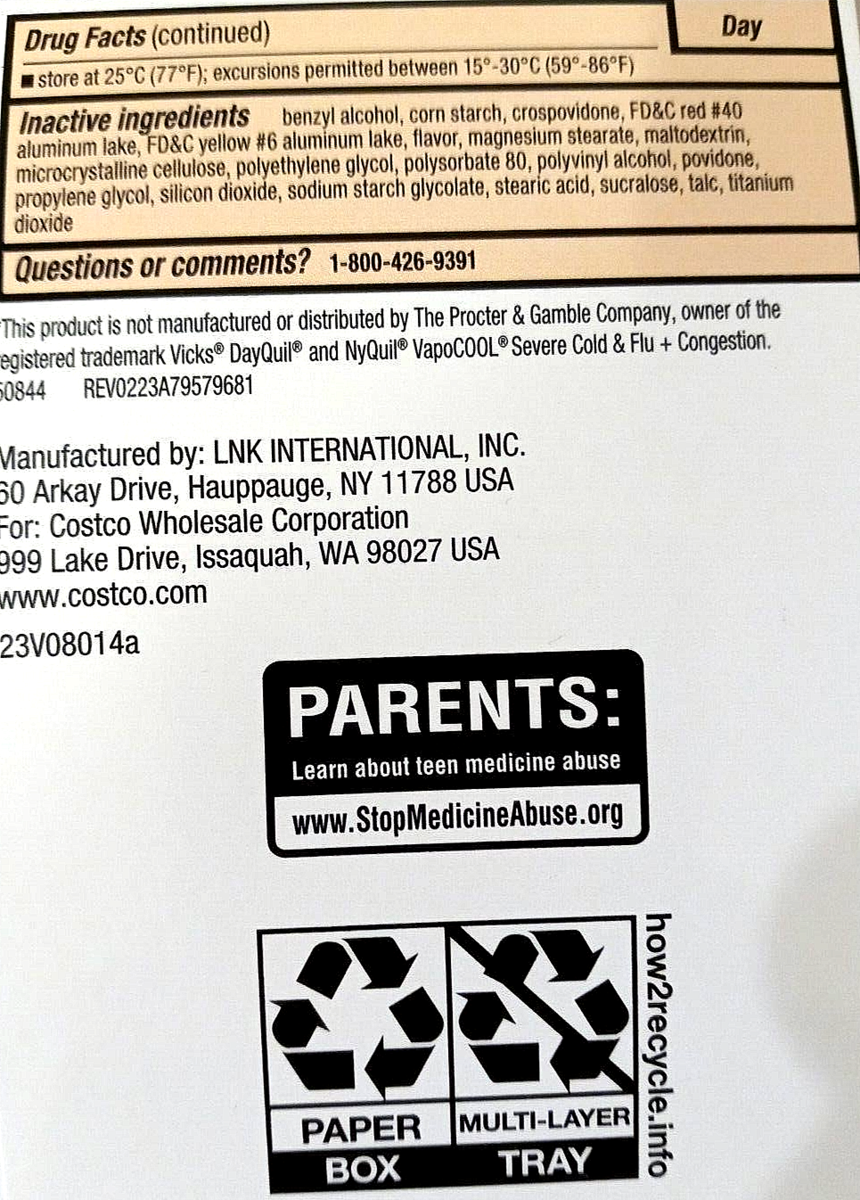 Drug Facts (continued)
Day
■ store at 25°C (77°F); excursions permitted between 15°-30°C (59°-86°F)
Inactive ingredients benzyl alcohol, corn starch, crospovidone, FD&C red #40
aluminum lake, FD&C yellow #6 aluminum lake, flavor, magnesium stearate, maltodextrin,
microcrystalline cellulose, polyethylene glycol, polysorbate 80, polyvinyl alcohol, povidone,
propylene glycol, silicon dioxide, sodium starch glycolate, stearic acid, sucralose, talc, titanium
dioxide
Questions or comments? 1-800-426-9391
This product is not manufactured or distributed by The Procter & Gamble Company, owner of the
egistered trademark Vicks® DayQuil® and NyQuil® VapoCOOL® Severe Cold & Flu + Congestion.
50844 REV0223A79579681
Manufactured by: LNK INTERNATIONAL, INC.
60 Arkay Drive, Hauppauge, NY 11788 USA
For: Costco Wholesale Corporation
999 Lake Drive, Issaquah, WA 98027 USA
www.costco.com
23V08014a
PARENTS:
Learn about teen medicine abuse
www.StopMedicineAbuse.org
how2recycle.info
PAPER
BOX
MULTI-LAYER
TRAY